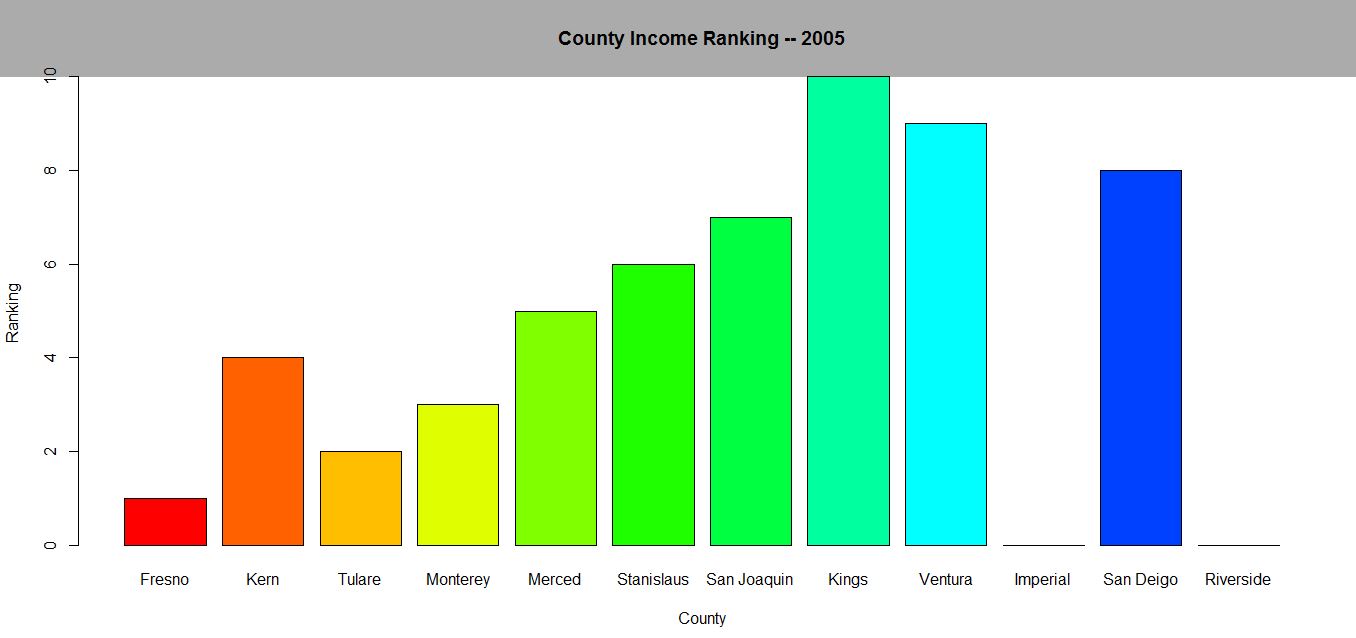 County Income Ranking -- 2005
10
8
6
4
2
0
Ranking
Fresno Kern Tulare Monterey Merced Stanislaus San Joaquin Kings Ventura Imperial San Deigo Riverside
County